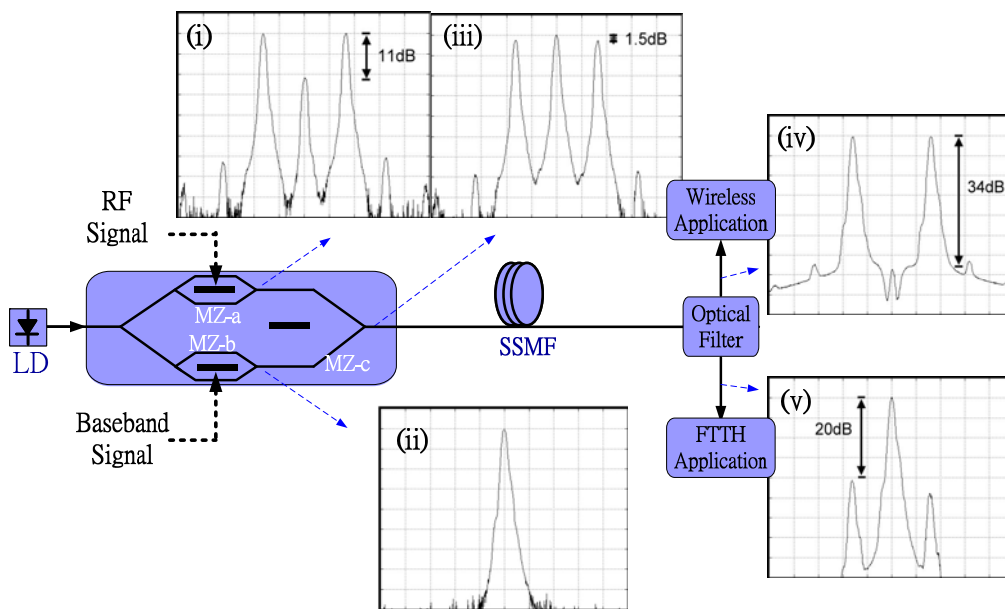 (i)
11dB
(iii)
1.5dB
(iv)
34dB
RF
Signal
Wireless
Application
MZ-a
MZ-b
MZ-c
LD
SSMF
Optical
Filter
Baseband
Signal
(ii)
FTTH
Application
(v)
20dB